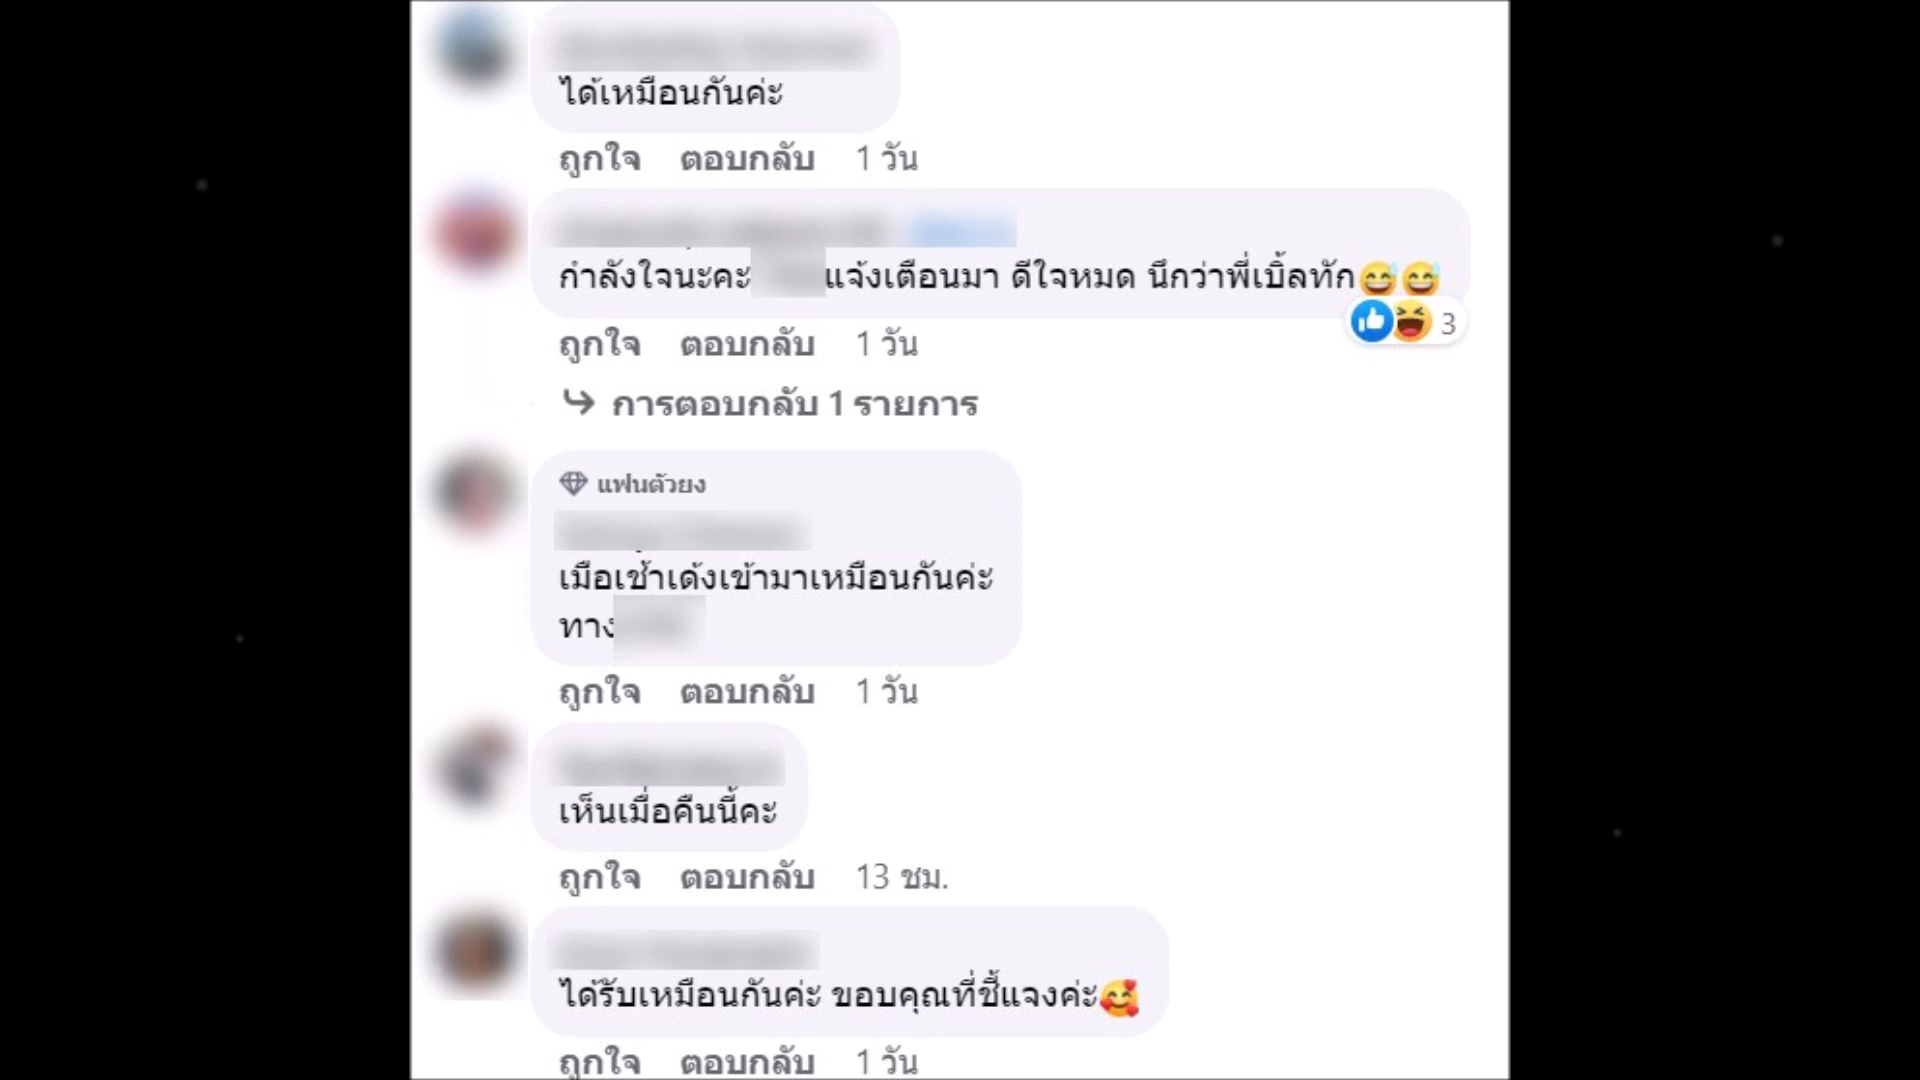 ได้เหมือนกันค่ะ
ถูกใจ ตอบกลับ 1 วัน
กำลังใจนะคะ แจ้งเตือนมา ดีใจหมด นึกว่าพี่เบิ้ลทัก😅😅
3
ถูกใจ ตอบกลับ 1 วัน
การตอบกลับ 1 รายการ
แฟนตัวยง
เมื่อเช้าเด้งเข้ามาเหมือนกันค่ะ
ทาง
ถูกใจ ตอบกลับ 1 วัน
เห็นเมื่อคืนนี้คะ
ถูกใจ ตอบกลับ 13 ชม.
ได้รับเหมือนกันค่ะ ขอบคุณที่ชี้แจงค่ะ🥰
ถูกใจ ตอบกลับ 1 วัน